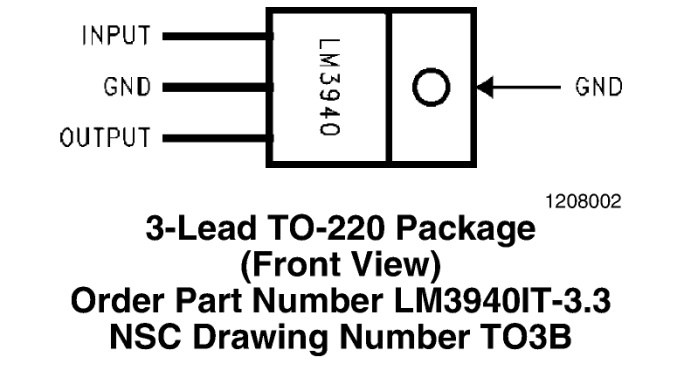 INPUT
GND
OUTPUT
LM3940
GND
1208002
3-Lead TO-220 Package
(Front View)
Order Part Number LM3940IT-3.3
NSC Drawing Number TO3B